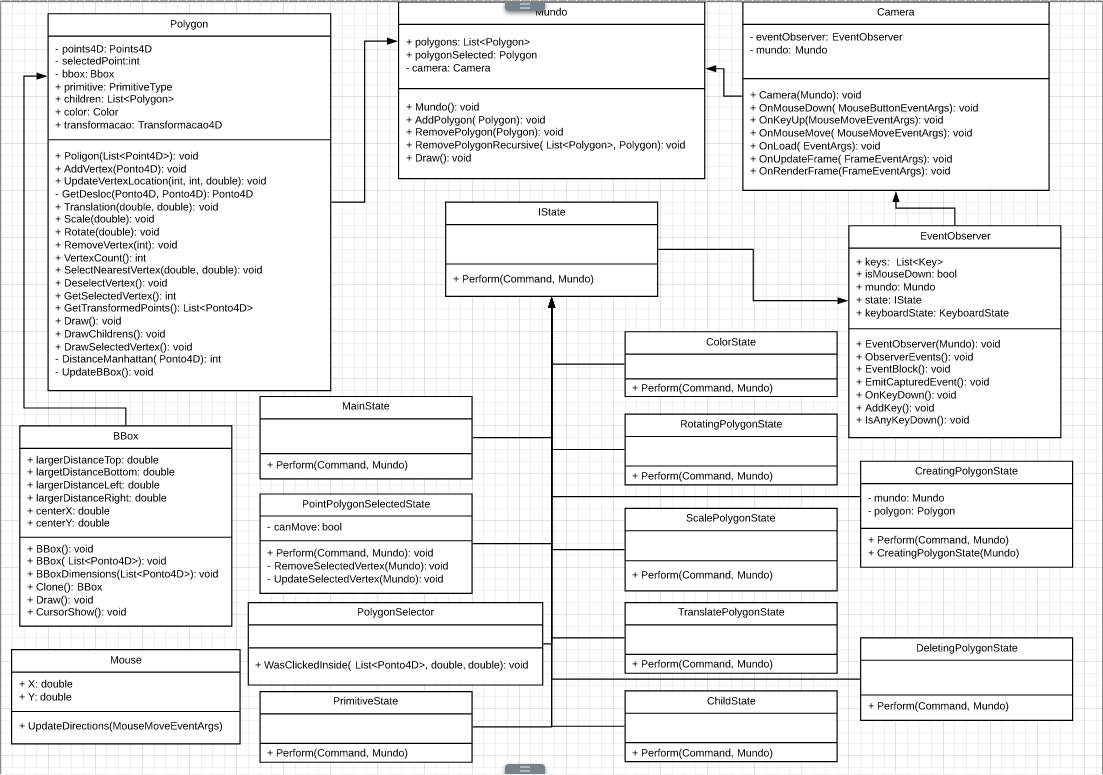 Polygon
- points4D: Points4D
- selectedPoint:int
- bbox: Bbox
+ primitive: PrimitiveType
+ children: List<Polygon>
+ color: Color
+ transformacao: Transformacao4D
+ Poligon(List<Point4D>): void
+ AddVertex(Ponto4D): void
+ UpdateVertexLocation(int, int, double): void
- GetDesloc(Ponto4D, Ponto4D): Ponto4D
+ Translation(double, double): void
+ Scale(double): void
+ Rotate(double): void
+ RemoveVertex(int): void
+ VertexCount(): int
+ SelectNearestVertex(double, double): void
+ DeselectVertex(): void
+ GetSelectedVertex(): int
+ GetTransformedPoints(): List<Ponto4D>
+ Draw(): void
+ DrawChildrens(): void
+ DrawSelectedVertex(): void
- DistanceManhattan( Ponto4D): int
- UpdateBBox(): void
Mundo
+ polygons: List<Polygon>
+ polygonSelected: Polygon
- camera: Camera
+ Mundo(): void
+ AddPolygon( Polygon): void
+ RemovePolygon(Polygon): void
+ RemovePolygonRecursive( List<Polygon>, Polygon): void
+ Draw(): void
Camera
- eventObserver: EventObserver
- mundo: Mundo
+ Camera(Mundo): void
+ OnMouseDown( MouseButtonEventArgs): void
+ OnKeyUp(MouseMoveEventArgs): void
+ OnMouseMove( MouseMoveEventArgs): void
+ OnLoad( EventArgs): void
+ OnUpdateFrame( FrameEventArgs): void
+ OnRenderFrame(FrameEventArgs): void
IState
+ Perform(Command, Mundo)
EventObserver
+ keys:  List<Key>
+ isMouseDown: bool
+ mundo: Mundo
+ state: IState
+ keyboardState: KeyboardState
+ EventObserver(Mundo): void
+ ObserverEvents(): void
+ EventBlock(): void
+ EmitCapturedEvent(): void
+ OnKeyDown(): void
+ AddKey(): void
+ IsAnyKeyDown(): void
BBox
+ largerDistanceTop: double
+ largetDistanceBottom: double
+ largerDistanceLeft: double
+ largerDistanceRight: double
+ centerX: double
+ centerY: double
+ BBox(): void
+ BBox( List<Ponto4D>): void
+ BBoxDimensions(List<Ponto4D>): void
+ Clone(): BBox
+ Draw(): void
+ CursorShow(): void
Mouse
+ X: double
+ Y: double
+ UpdateDirections(MouseMoveEventArgs)
MainState
+ Perform(Command, Mundo)
PointPolygonSelectedState
- canMove: bool
+ Perform(Command, Mundo): void
- RemoveSelectedVertex(Mundo): void
- UpdateSelectedVertex(Mundo): void
PolygonSelector
+ WasClickedInside( List<Ponto4D>, double, double): void
PrimitiveState
+ Perform(Command, Mundo)
ColorState
+ Perform(Command, Mundo)
RotatingPolygonState
+ Perform(Command, Mundo)
ScalePolygonState
+ Perform(Command, Mundo)
TranslatePolygonState
+ Perform(Command, Mundo)
ChildState
+ Perform(Command, Mundo)
CreatingPolygonState
- mundo: Mundo
- polygon: Polygon
+ Perform(Command, Mundo)
+ CreatingPolygonState(Mundo)
DeletingPolygonState
+ Perform(Command, Mundo)